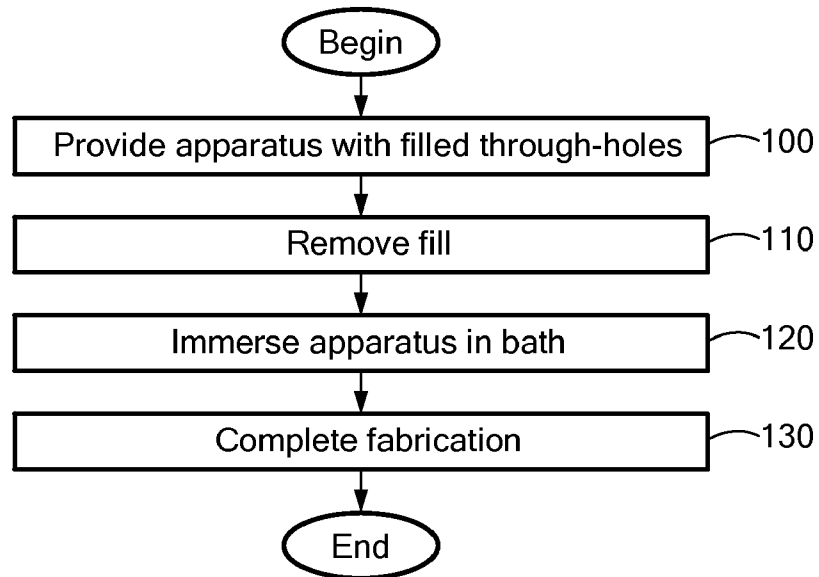 Begin
Provide apparatus with filled through-holes 100
Remove fill 110
Immerse apparatus in bath 120
Complete fabrication 130
End